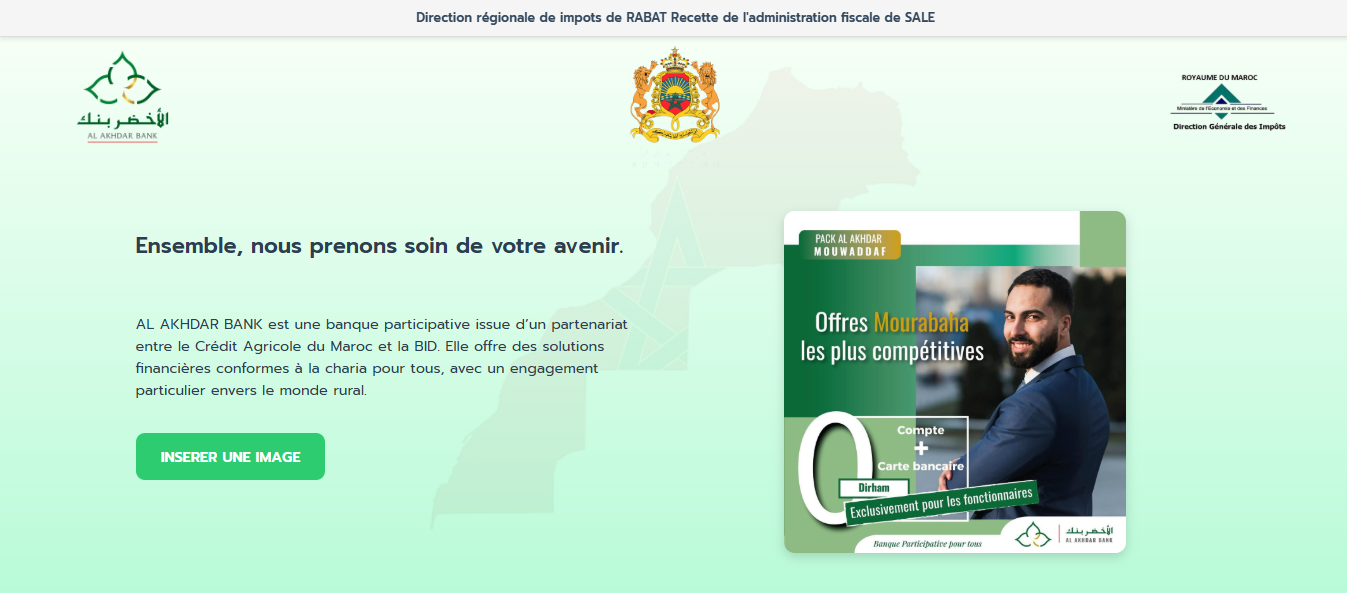 Direction régionale de impots de RABAT Recette de l'administration fiscale de SALE
الأخضر بنك
AL AKHDAR BANK
ROYAUME DU MAROC
Ministère de l'Economie et des Finances
Direction Générale des Impôts
Ensemble, nous prenons soin de votre avenir.
AL AKHDAR BANK est une banque participative issue d’un partenariat
entre le Crédit Agricole du Maroc et la BID. Elle offre des solutions
financières conformes à la charia pour tous, avec un engagement
particulier envers le monde rural.
INSERER UNE IMAGE
PACK AL AKHDAR
MOUWADDAF
Offres Mourabaha
les plus compétitives
0
Dirham
Compte
+
Carte bancaire
Exclusivement pour les fonctionnaires
Banque Participative pour tous
الأخضر بنك
AL AKHDAR BANK